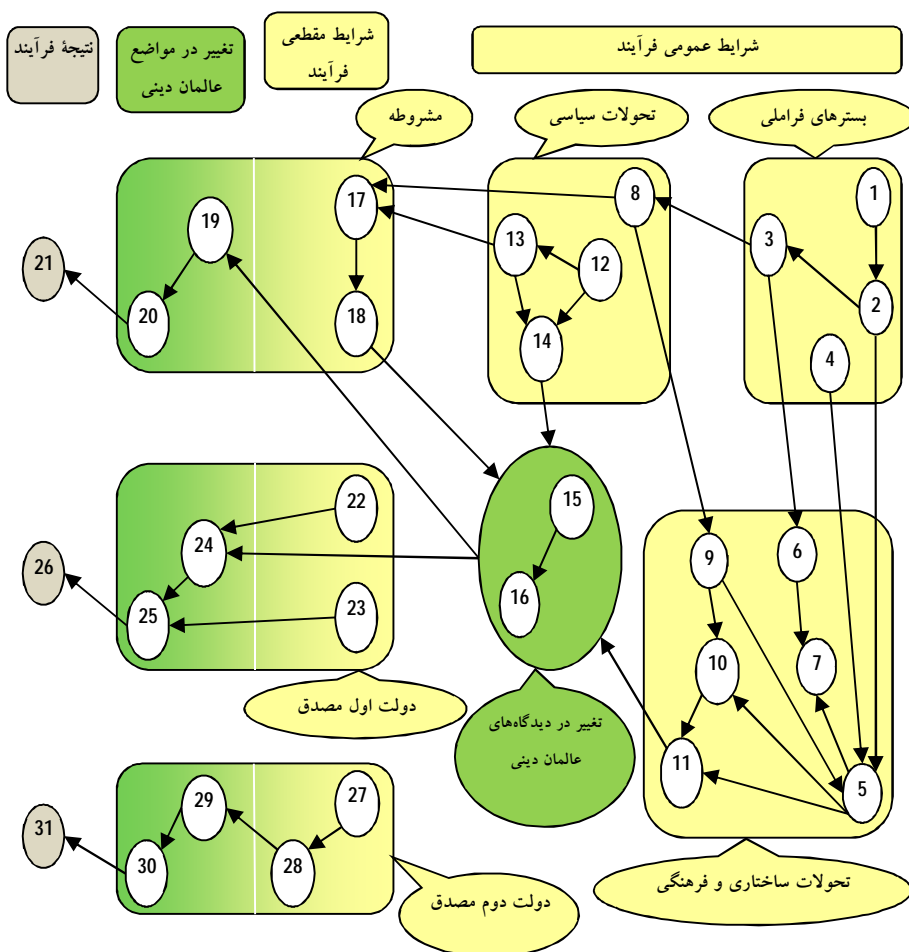 شرایط عمومی فرآیند
شرایط مقطعی
فرآیند
تغییر در مواضع
عالمان دینی
نتیجهٔ فرآیند
بسترهای فراملی
تحولات سیاسی
مشروطه
1
2
3
4
8
12
13
14
17
18
19
20
21
15
16
تغییر در دیدگاه‌های
عالمان دینی
22
23
24
25
26
دولت اول مصدق
6
7
9
10
11
5
تحولات ساختاری و فرهنگی
27
28
29
30
31
دولت دوم مصدق